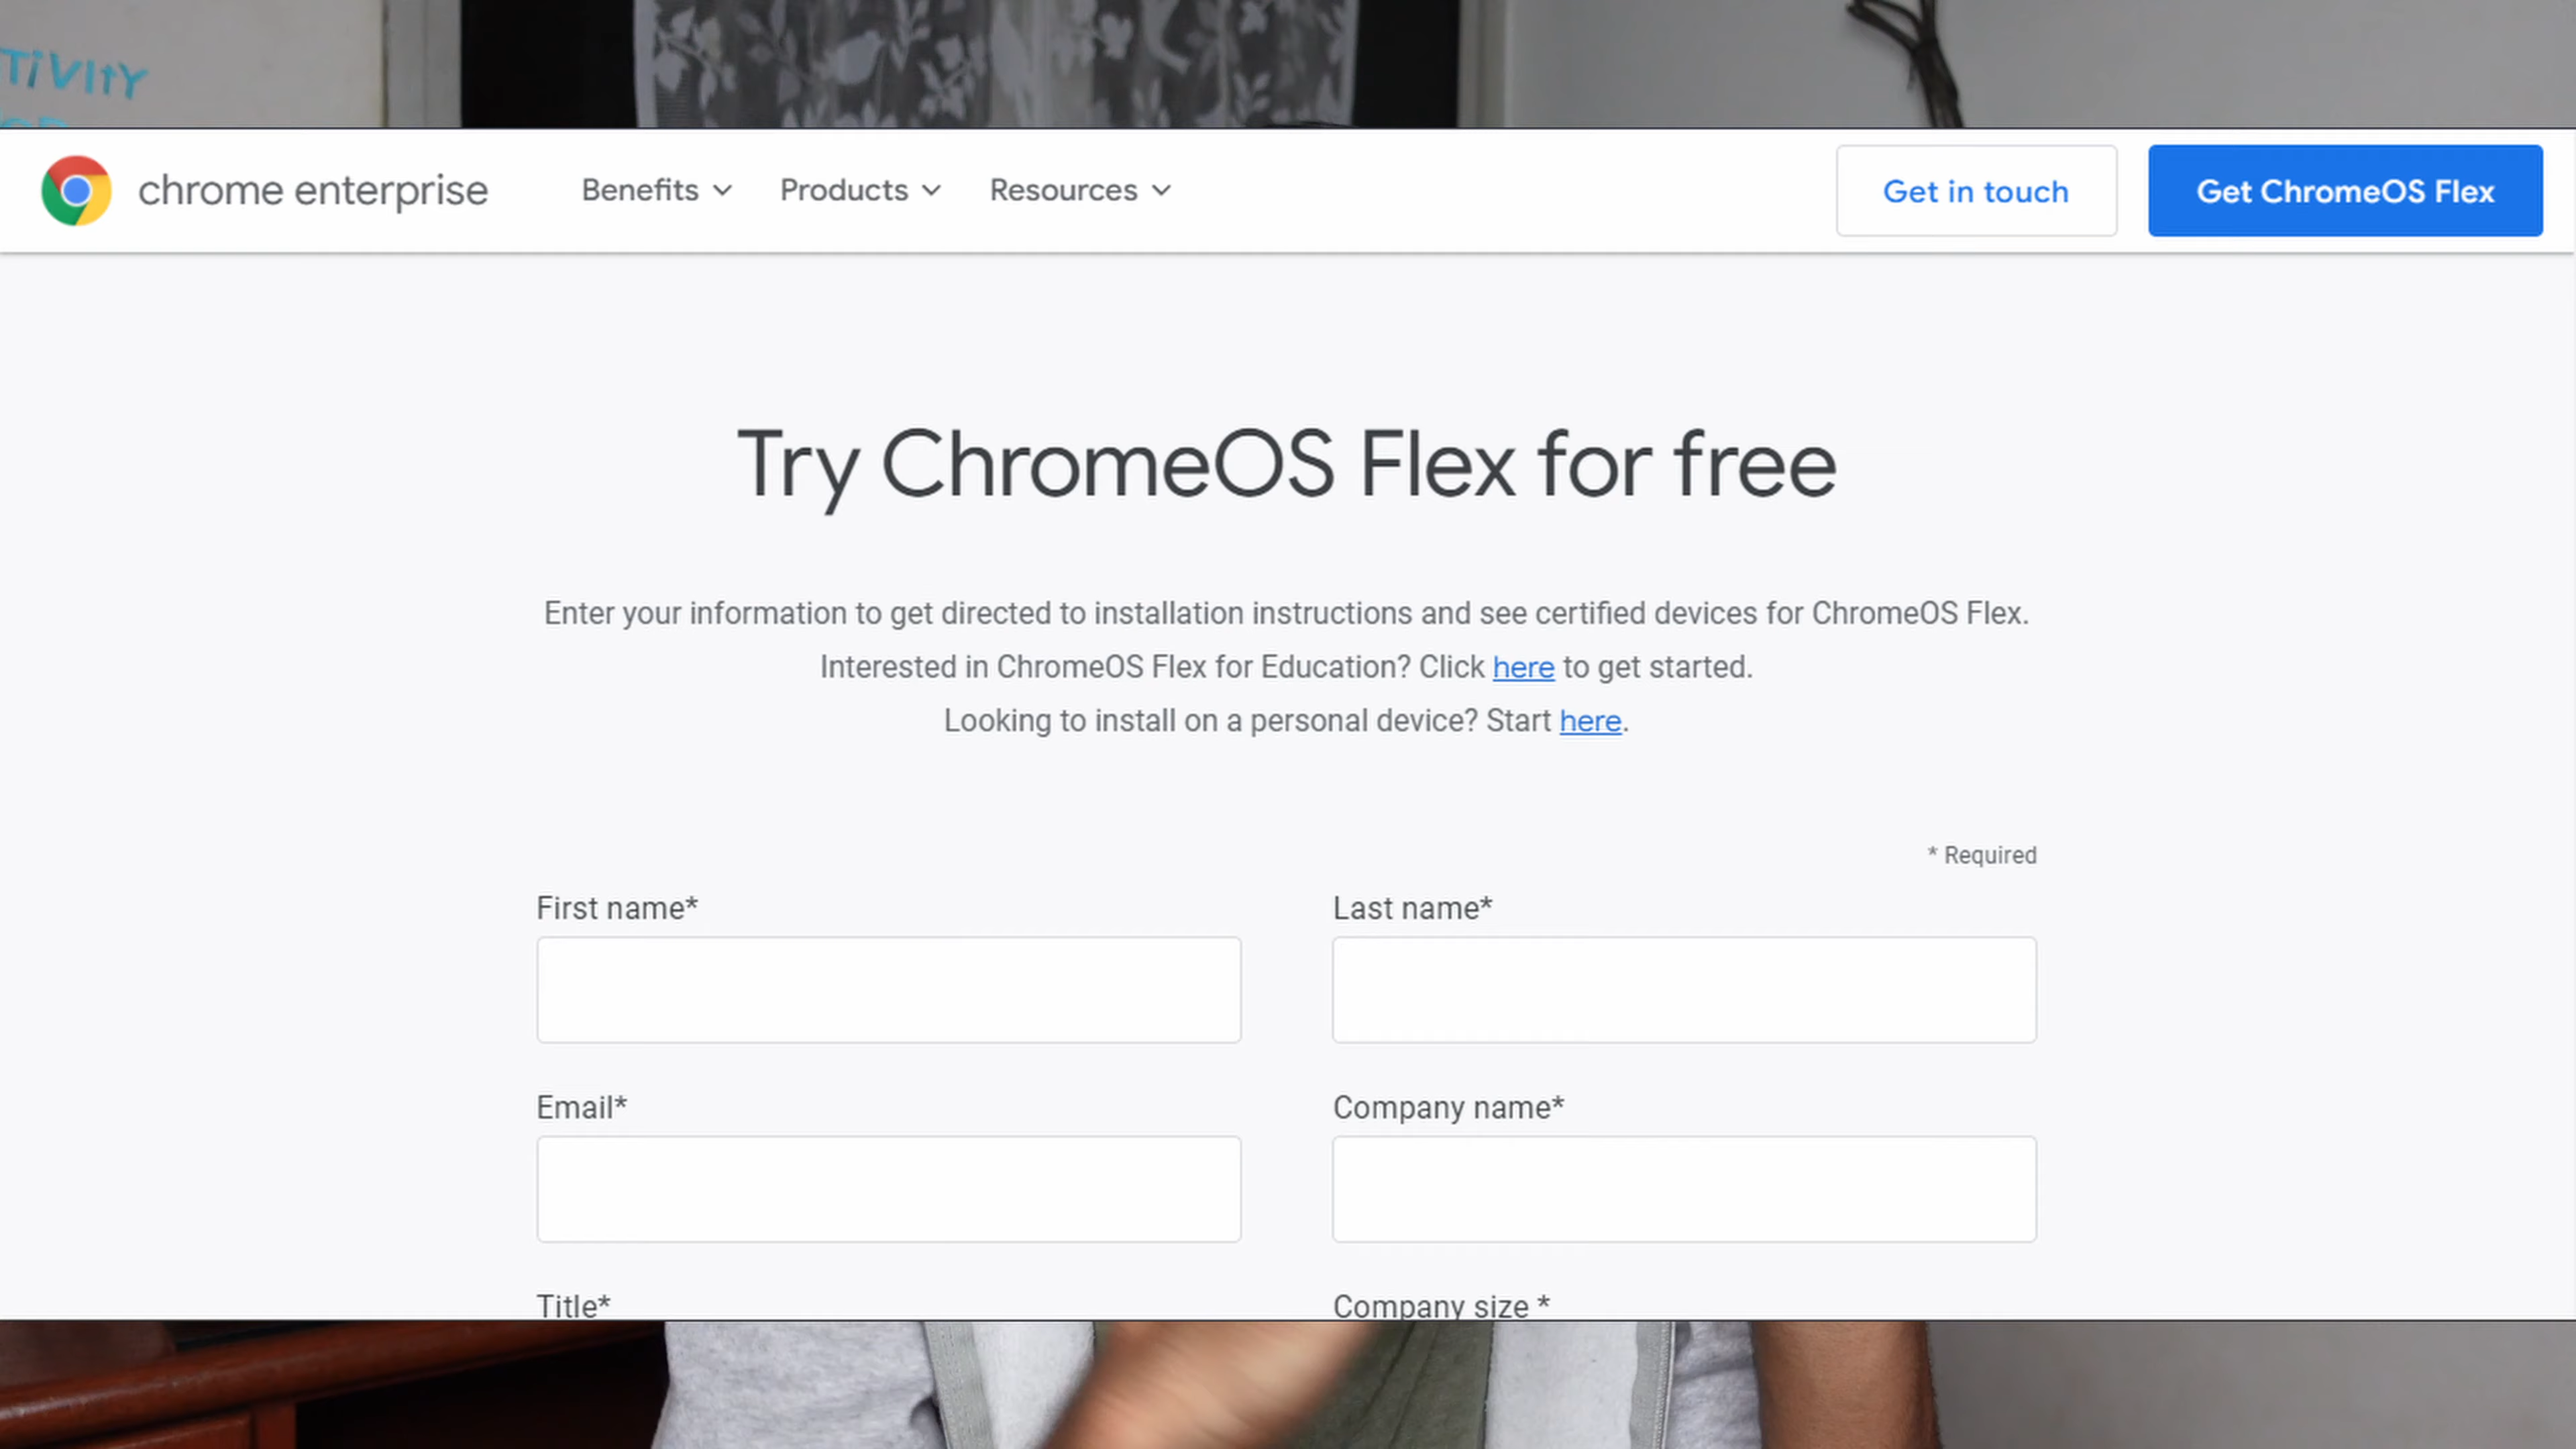 TiVItY
chrome enterprise
Benefits
Products
Resources
Get in touch
Get ChromeOS Flex
Try ChromeOS Flex for free
Enter your information to get directed to installation instructions and see certified devices for ChromeOS Flex.
Interested in ChromeOS Flex for Education? Click here to get started.
Looking to install on a personal device? Start here.
* Required
First name*
Last name*
Email*
Company name*
Title*
Company size *